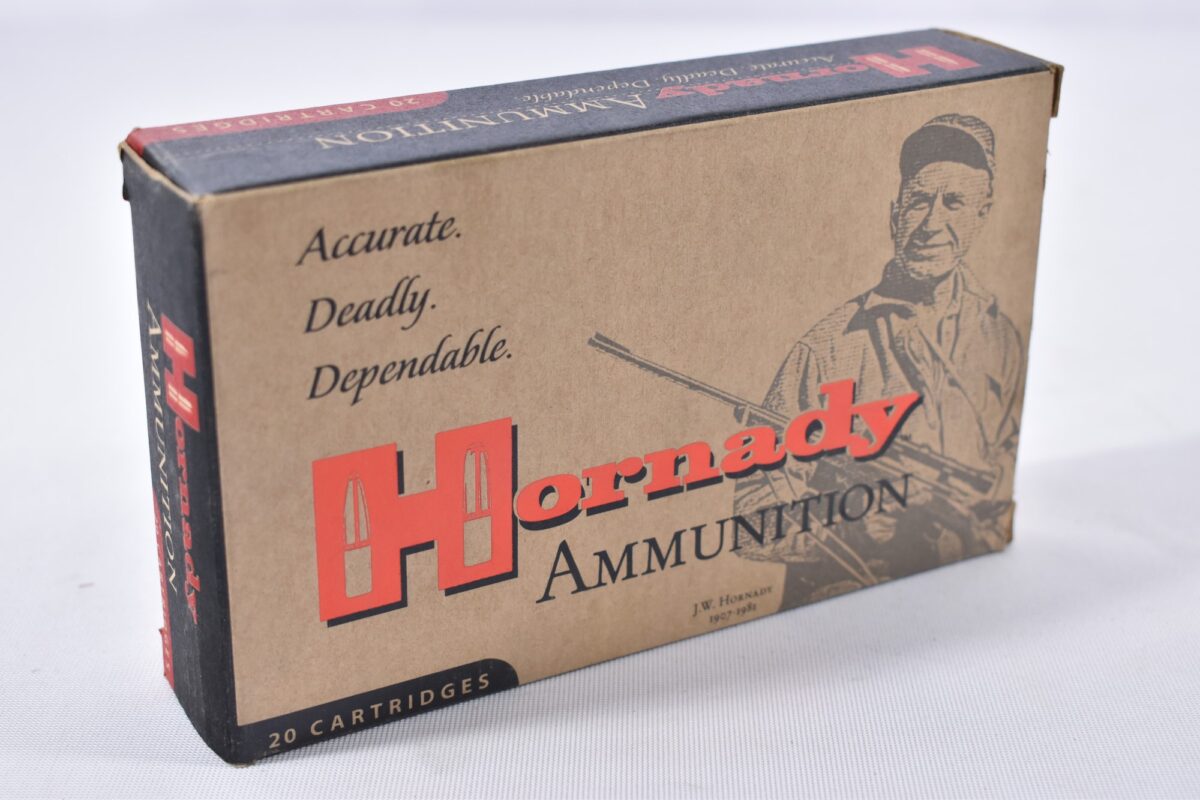 Hornady
Accurate. Deadly. Dependable
AMMUNITION
20 CARTRIDGES
Accurate.
Deadly.
Dependable.
Hornady
AMMUNITION
J.W. HORNADY
1907-1981
20 CARTRIDGES
Hornady
AMMUNITION